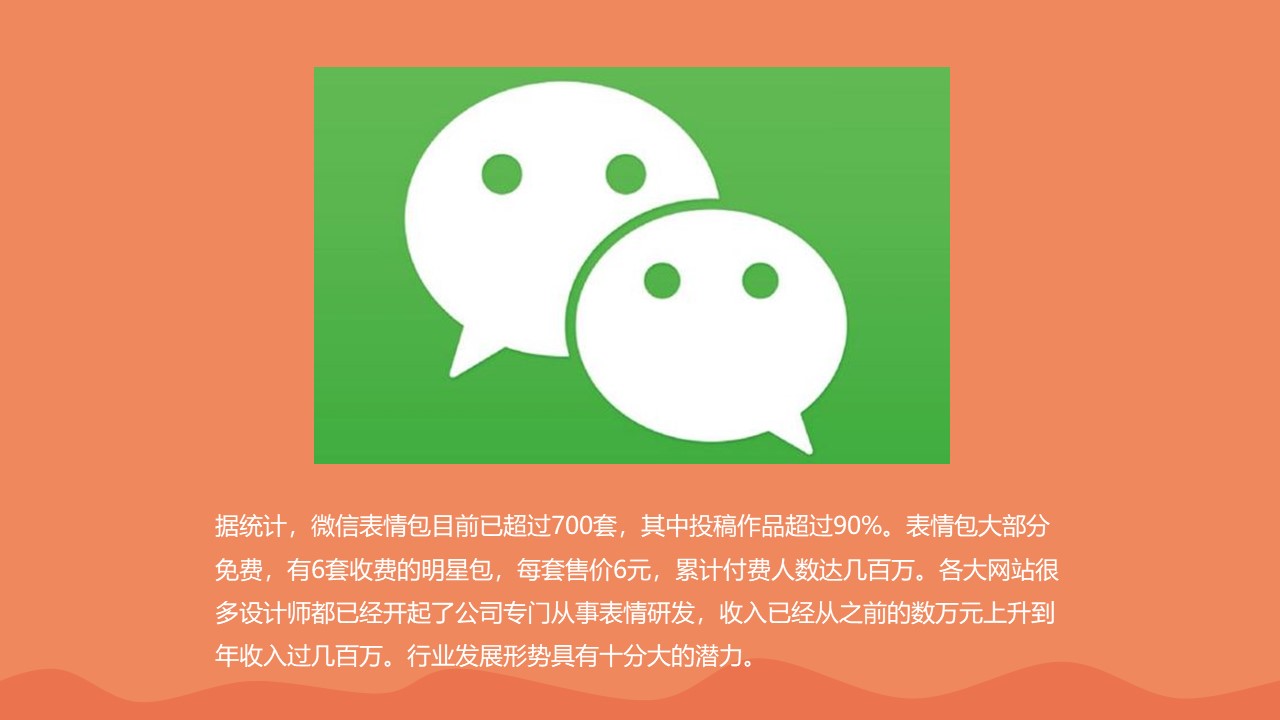 据统计，微信表情包目前已超过700套，其中投稿作品超过90%。表情包大部分
免费，有6套收费的明星包，每套售价6元，累计付费人数达几百万。各大网站很
多设计师都已经开起了公司专门从事表情研发，收入已经从之前的数万元上升到
年收入过几百万。行业发展形势具有十分大的潜力。